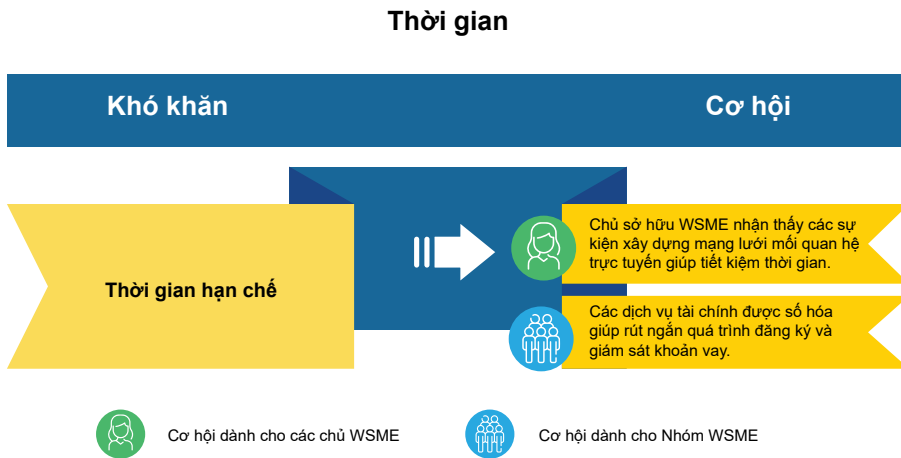 Thời gian
Khó khăn
Cơ hội
Thời gian hạn chế
Chủ sở hữu WSME nhận thấy các sự
kiện xây dựng mạng lưới mối quan hệ
trực tuyến giúp tiết kiệm thời gian.
Các dịch vụ tài chính được số hóa
giúp rút ngắn quá trình đăng ký và
giám sát khoản vay.
Cơ hội dành cho các chủ WSME
Cơ hội dành cho Nhóm WSME